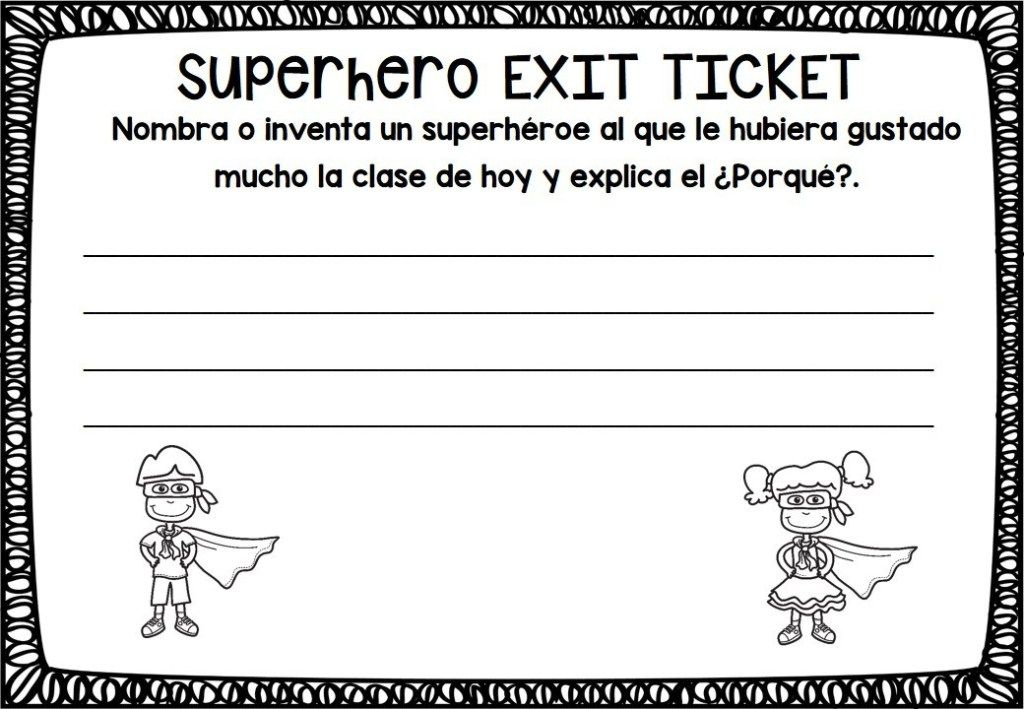 Superhero EXIT TICKET
Nombra o inventa un superhéroe al que le hubiera gustado
mucho la clase de hoy y explica el ¿Porqué?.